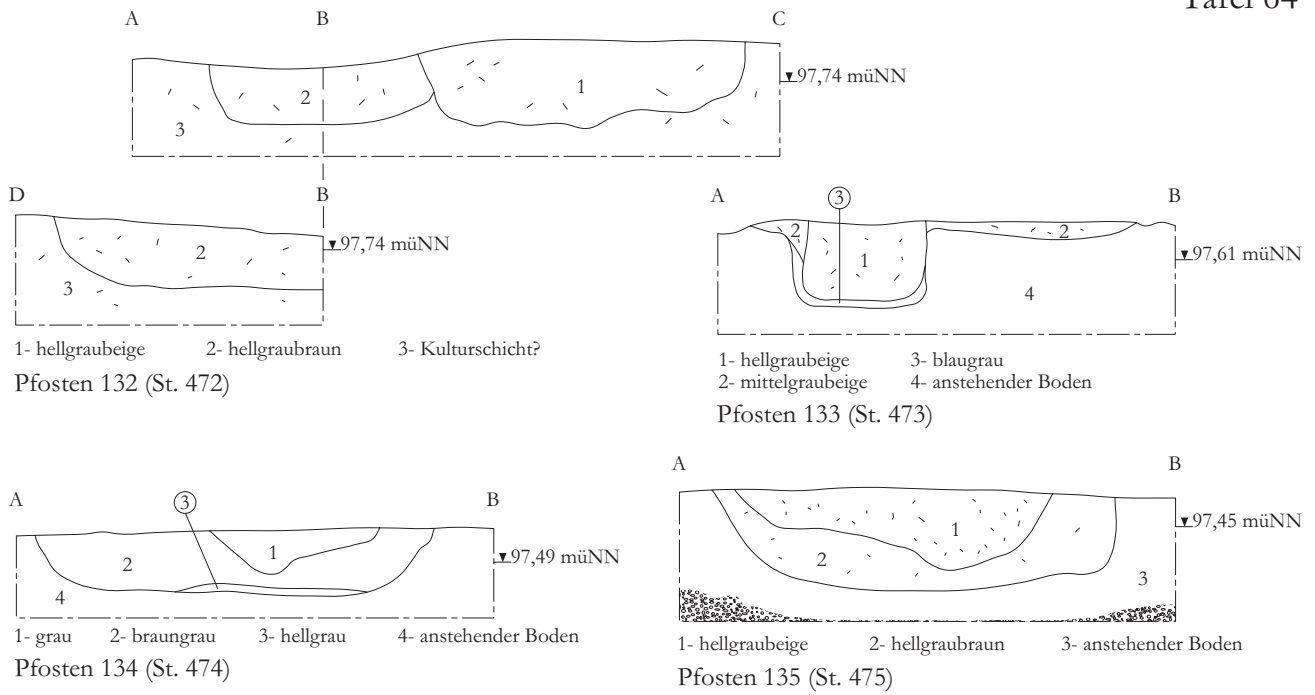 Tafel 64
A B C
97,74 müNN
2
1
3
D B
97,74 müNN
2
3
1- hellgraubeige 2- hellgraubraun 3- Kulturschicht?
Pfosten 132 (St. 472)
A 3 B
2 2
1
97,61 müNN
4
1- hellgraubeige 3- blaugrau
2- mittelgraubeige 4- anstehender Boden
Pfosten 133 (St. 473)
A 3 B
1
2
97,49 müNN
4
1- grau 2- braungrau 3- hellgrau 4- anstehender Boden
Pfosten 134 (St. 474)
A B
97,45 müNN
1
2
3
1- hellgraubeige 2- hellgraubraun 3- anstehender Boden
Pfosten 135 (St. 475)